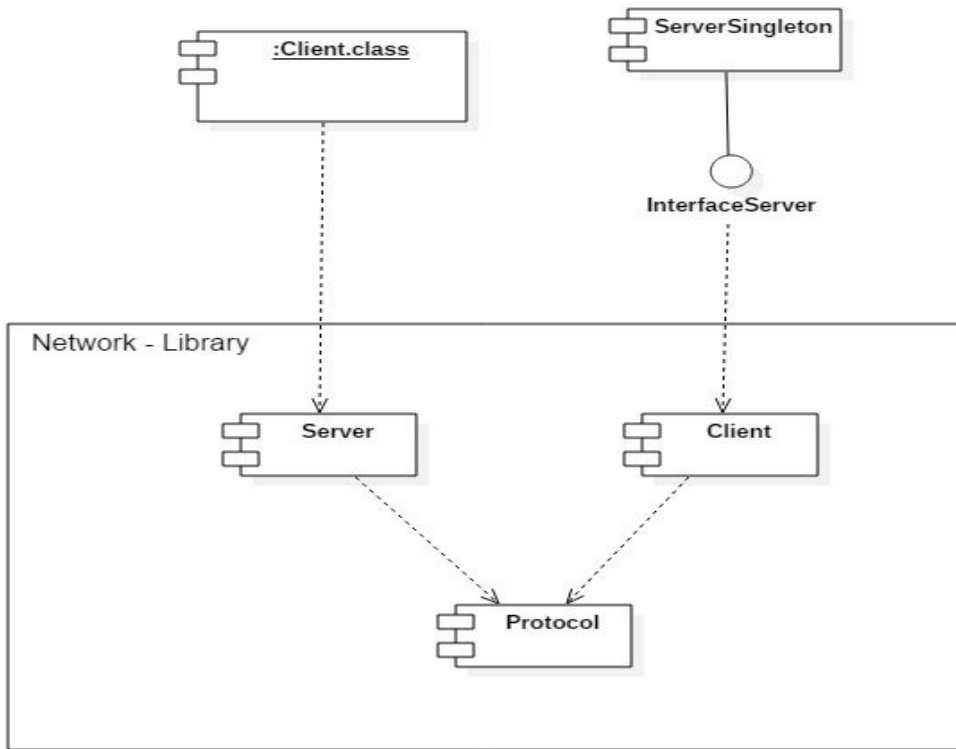 :Client.class
ServerSingleton
InterfaceServer
Network - Library
Server
Client
Protocol